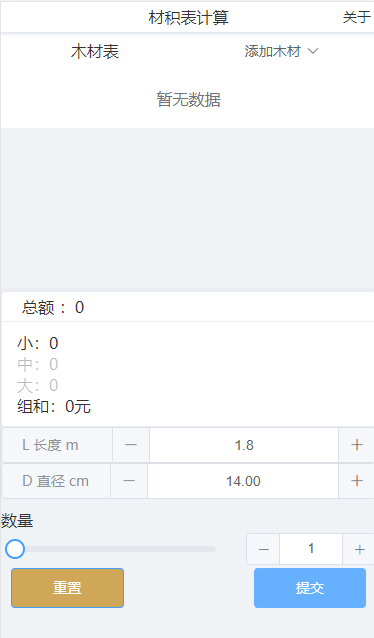 材积表计算 关于
木材表 添加木材
暂无数据
总额 ：0
小：0
中：0
大：0
组和：0元
L 长度 m 1.8
D 直径 cm 14.00
数量
1
重置 提交